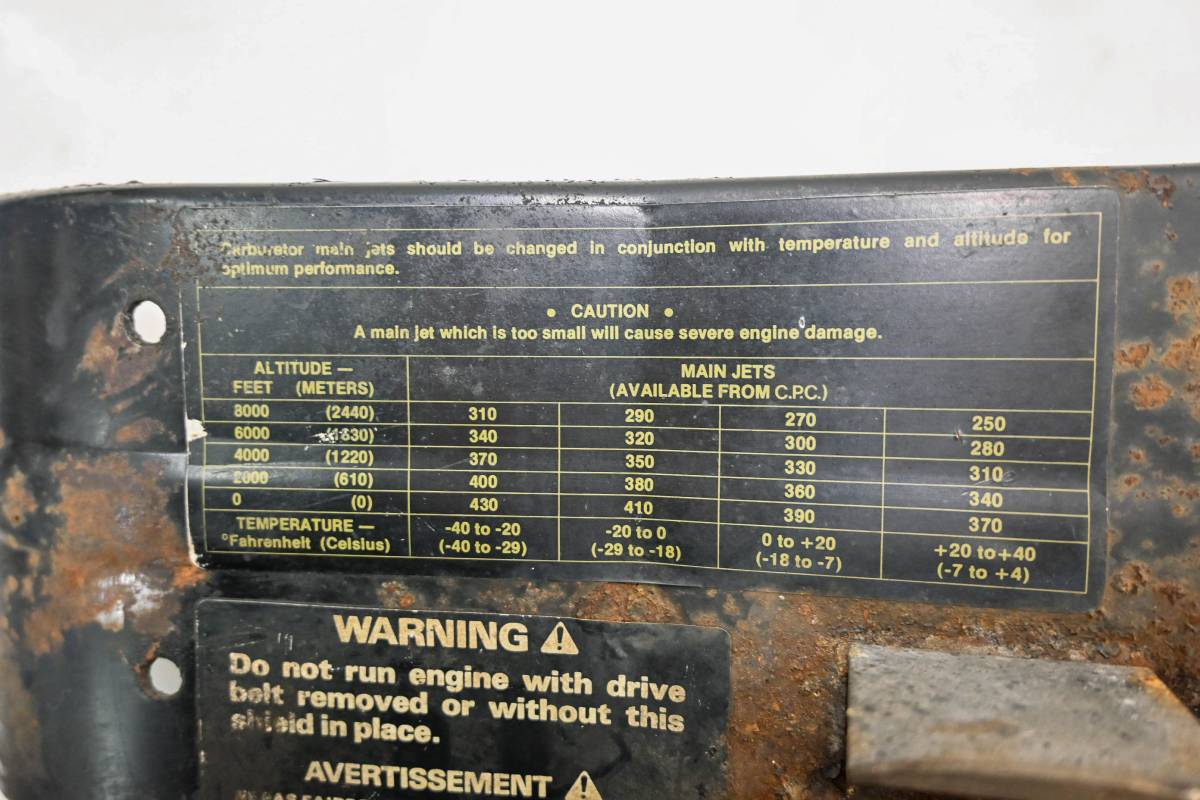 Carburetor main jets should be changed in conjunction with temperature and altitude for
optimum performance.
• CAUTION •
A main jet which is too small will cause severe engine damage.
ALTITUDE — MAIN JETS
FEET (METERS) (AVAILABLE FROM C.P.C.)
8000 (2440) 310 290 270 250
6000 (1830) 340 320 300 280
4000 (1220) 370 350 330 310
2000 (610) 400 380 360 340
0 (0) 430 410 390 370
TEMPERATURE — -40 to -20 -20 to 0 0 to +20 +20 to +40
°Fahrenheit (Celsius) (-40 to -29) (-29 to -18) (-18 to -7) (-7 to +4)
WARNING
Do not run engine with drive
belt removed or without this
shield in place.
AVERTISSEMENT